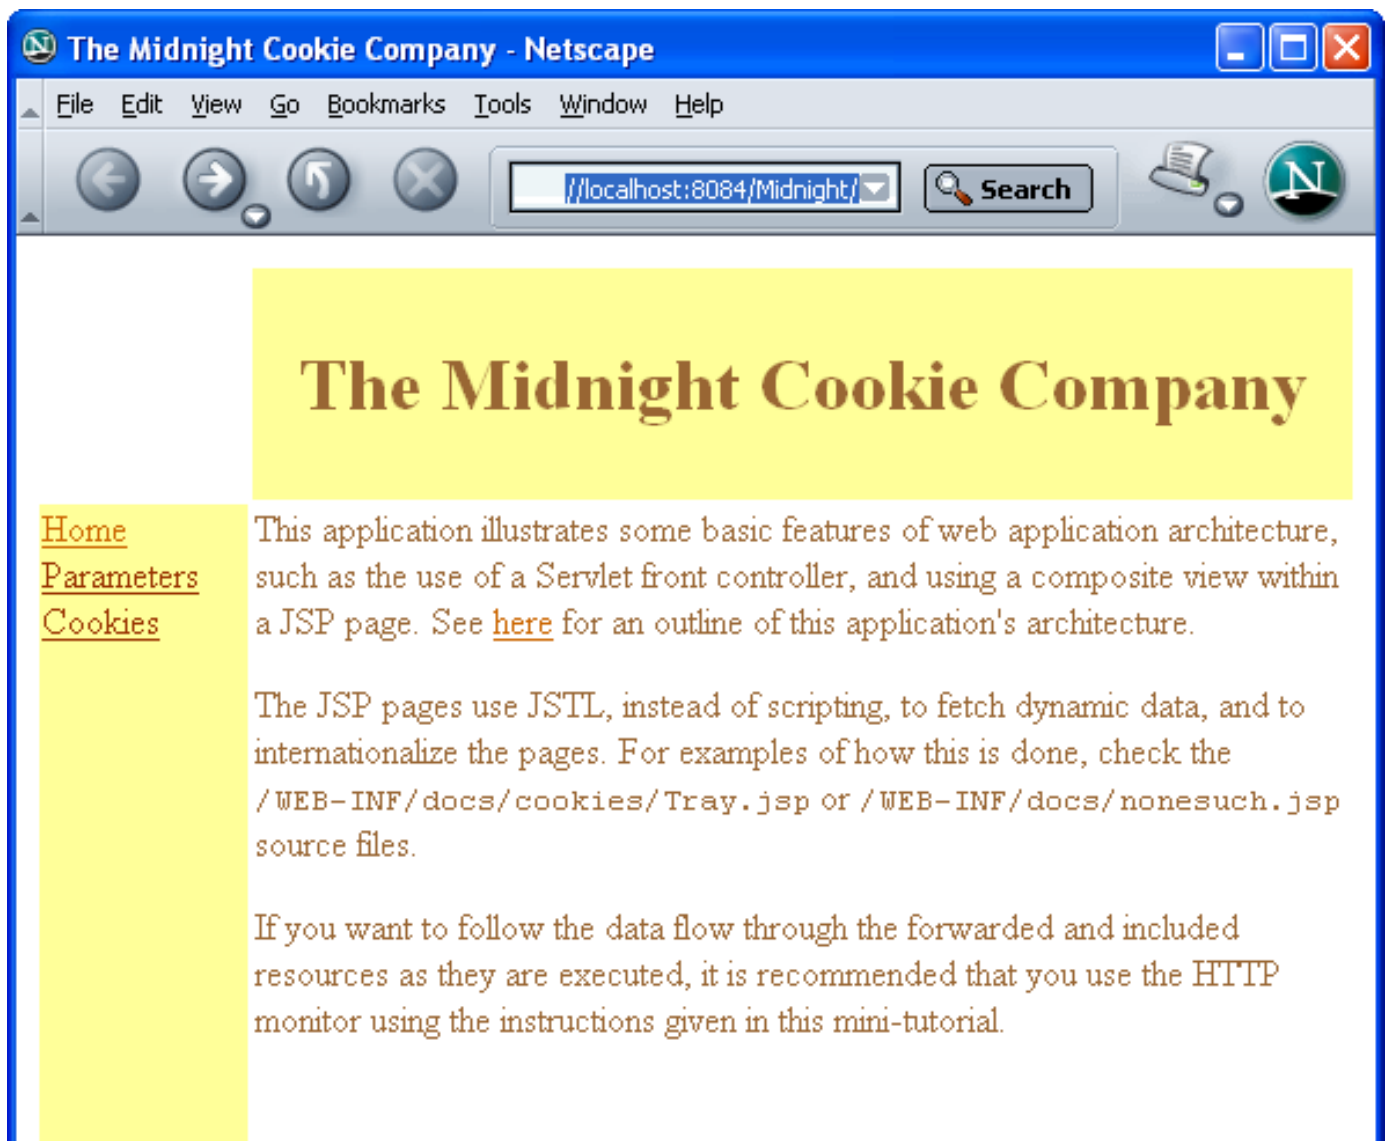 The Midnight Cookie Company - Netscape
File Edit View Go Bookmarks Tools Window Help
//localhost:8084/Midnight/ Search N
The Midnight Cookie Company
Home
Parameters
Cookies
This application illustrates some basic features of web application architecture,
such as the use of a Servlet front controller, and using a composite view within
a JSP page. See here for an outline of this application's architecture.
The JSP pages use JSTL, instead of scripting, to fetch dynamic data, and to
internationalize the pages. For examples of how this is done, check the
/WEB-INF/docs/cookies/Tray.jsp or /WEB-INF/docs/nonesuch.jsp
source files.
If you want to follow the data flow through the forwarded and included
resources as they are executed, it is recommended that you use the HTTP
monitor using the instructions given in this mini-tutorial.